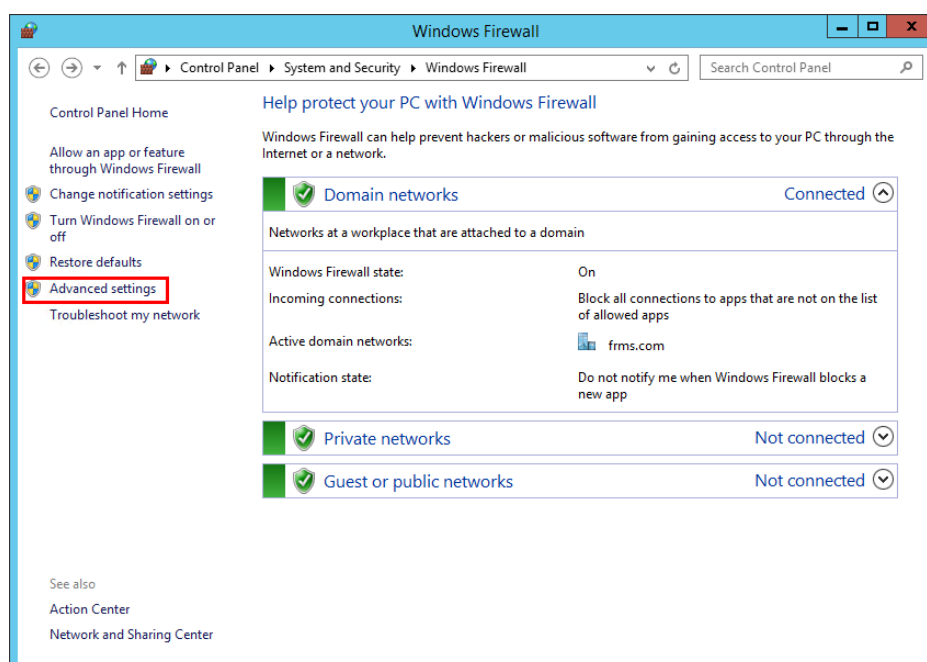 Windows Firewall
Control Panel System and Security Windows Firewall
Search Control Panel
Control Panel Home
Allow an app or feature
through Windows Firewall
Change notification settings
Turn Windows Firewall on or
off
Restore defaults
Advanced settings
Troubleshoot my network
See also
Action Center
Network and Sharing Center
Help protect your PC with Windows Firewall
Windows Firewall can help prevent hackers or malicious software from gaining access to your PC through the
Internet or a network.
Domain networks Connected
Networks at a workplace that are attached to a domain
Windows Firewall state: On
Incoming connections: Block all connections to apps that are not on the list
of allowed apps
Active domain networks: frms.com
Notification state: Do not notify me when Windows Firewall blocks a
new app
Private networks Not connected
Guest or public networks Not connected